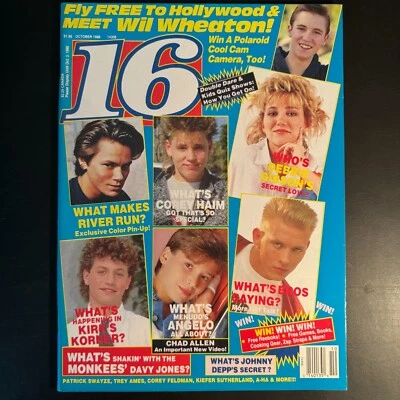 Fly FREE To Hollywood &
MEET Wil Wheaton!
Win A Polaroid
Cool Cam
Camera, Too!
OCTOBER 1988
16
Double Dare &
Kids Quiz Shows:
How You Get On!
WHAT MAKES
RIVER RUN?
Exclusive Color Pin-Up!
WHAT'S
COREY HAIM
GOT THAT'S SO
SPECIAL?
WHO'S
DEBBIE
GIBSON'S
SECRET LOVE?
WHAT'S
HAPPENING IN
KIRK'S
KORNER?
WHAT'S
MENUDO'S
ANGELO
ALL ABOUT?
CHAD ALLEN
An Important New Video!
WHAT'S BROS
SAYING?
WIN!
WIN!
WIN! WIN! WIN!
Free Reeboks! Free Games, Books,
Cooking Gear, Zap Straps & More!
WHAT'S SHAKIN' WITH THE
MONKEES' DAVY JONES?
WHAT'S JOHNNY
DEPP'S SECRET?
PATRICK SWAYZE, TREY AMES, COREY FELDMAN, KIEFER SUTHERLAND, A-HA & MORE!!!